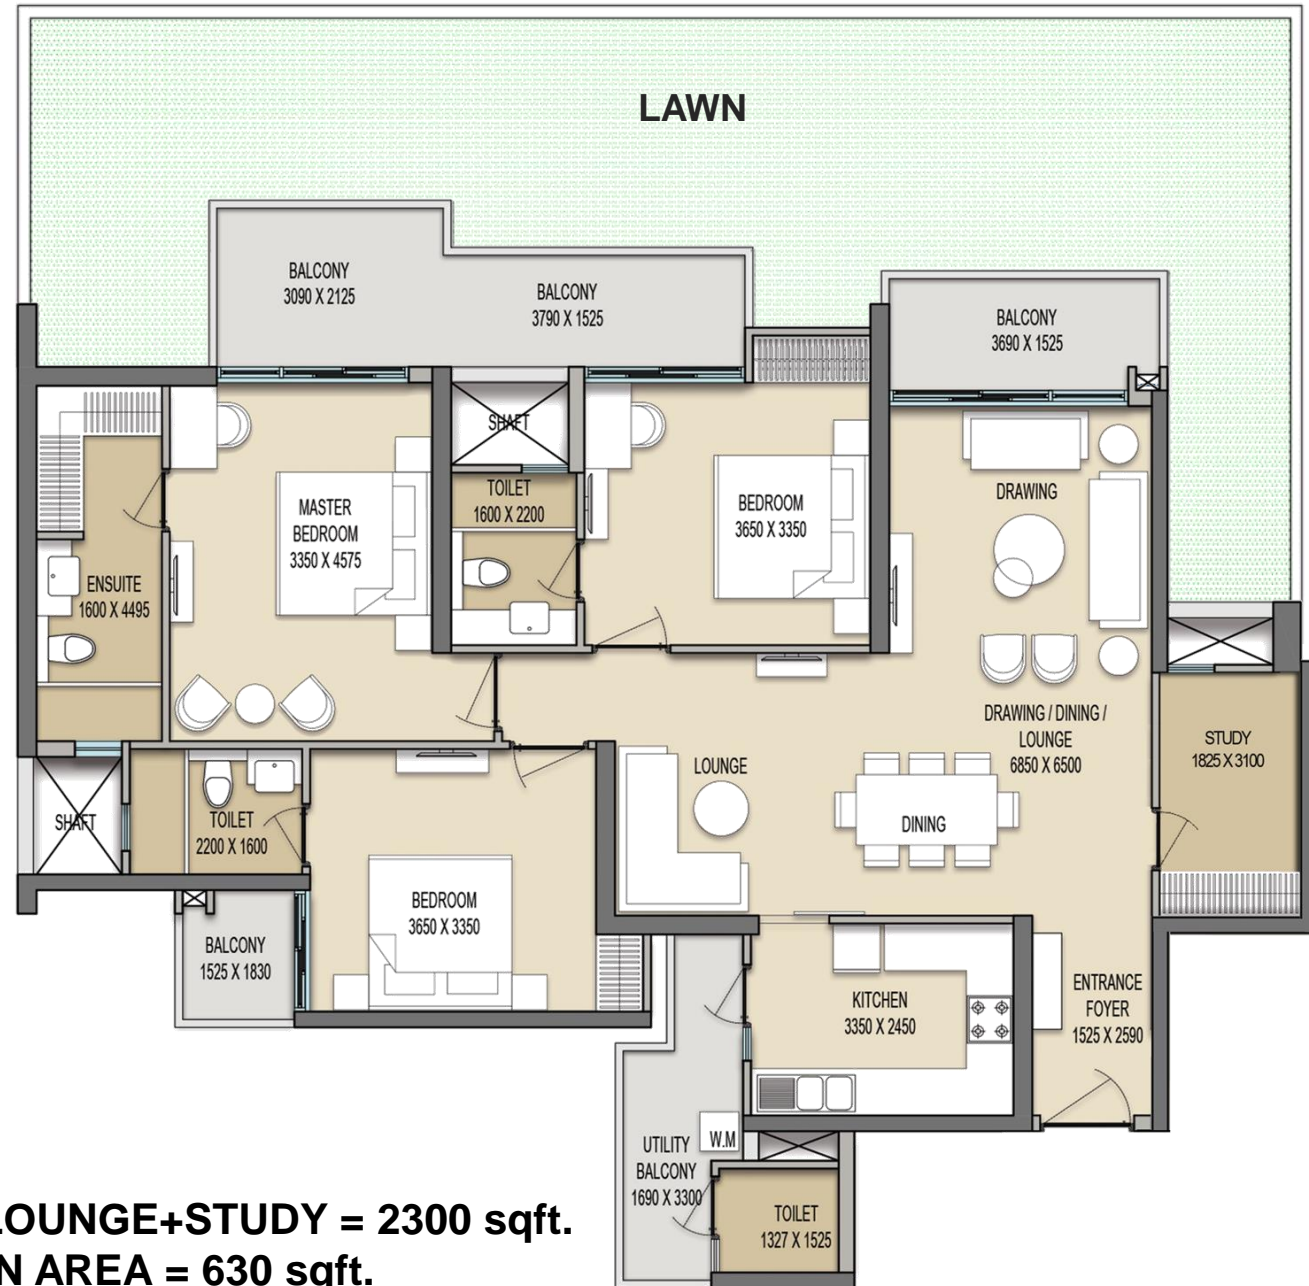 LAWN
BALCONY
3090 X 2125
BALCONY
3790 X 1525
BALCONY
3690 X 1525
SHAFT
TOILET
1600 X 2200
MASTER
BEDROOM
3350 X 4575
BEDROOM
3650 X 3350
DRAWING
ENSUITE
1600 X 4495
DRAWING / DINING /
LOUNGE
6850 X 6500
STUDY
1825 X 3100
LOUNGE
DINING
SHAFT
TOILET
2200 X 1600
BEDROOM
3650 X 3350
BALCONY
1525 X 1830
KITCHEN
3350 X 2450
ENTRANCE
FOYER
1525 X 2590
W.M
UTILITY
BALCONY
1690 X 3300
TOILET
1327 X 1525
LOUNGE+STUDY = 2300 sqft.
N AREA = 630 sqft.